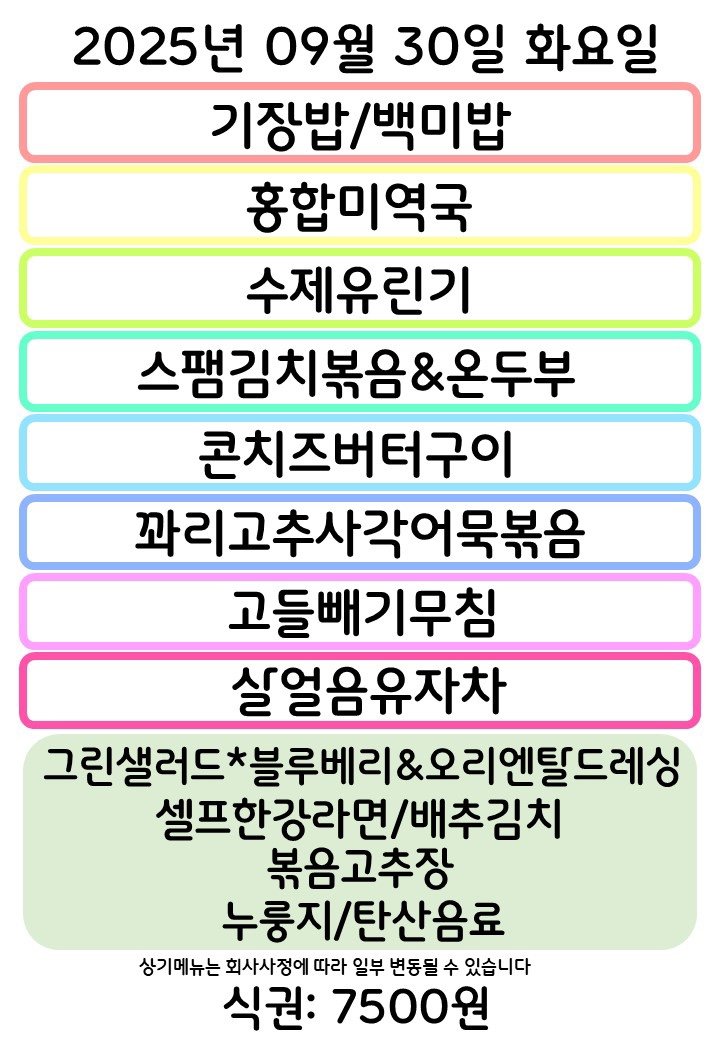 2025년 09월 30일 화요일
기장밥/백미밥
홍합미역국
수제유린기
스팸김치볶음&온두부
콘치즈버터구이
꽈리고추사각어묵볶음
고들빼기무침
살얼음유자차
그린샐러드*블루베리&오리엔탈드레싱
셀프한강라면/배추김치
볶음고추장
누룽지/탄산음료
상기메뉴는 회사사정에 따라 일부 변동될 수 있습니다
식권: 7500원